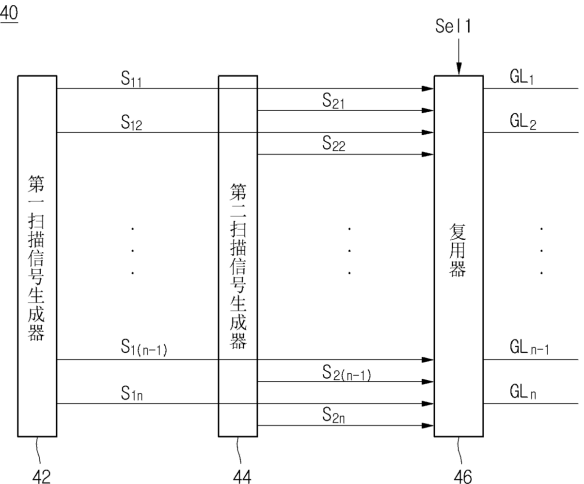 40
Sel1
S11
GL1
S21
S12
GL2
S22
第一扫描信号生成器
第二扫描信号生成器
复用器
S1(n-1)
GLn-1
S2(n-1)
S1n
GLn
S2n
42
44
46